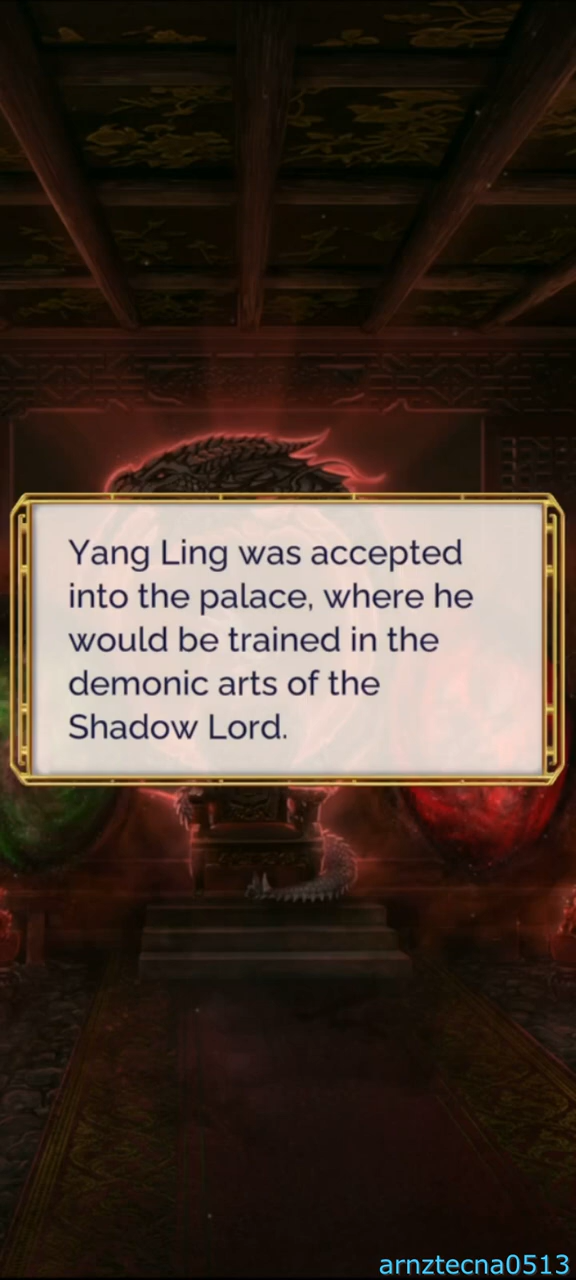 Yang Ling was accepted
into the palace, where he
would be trained in the
demonic arts of the
Shadow Lord.
arnztecna0513